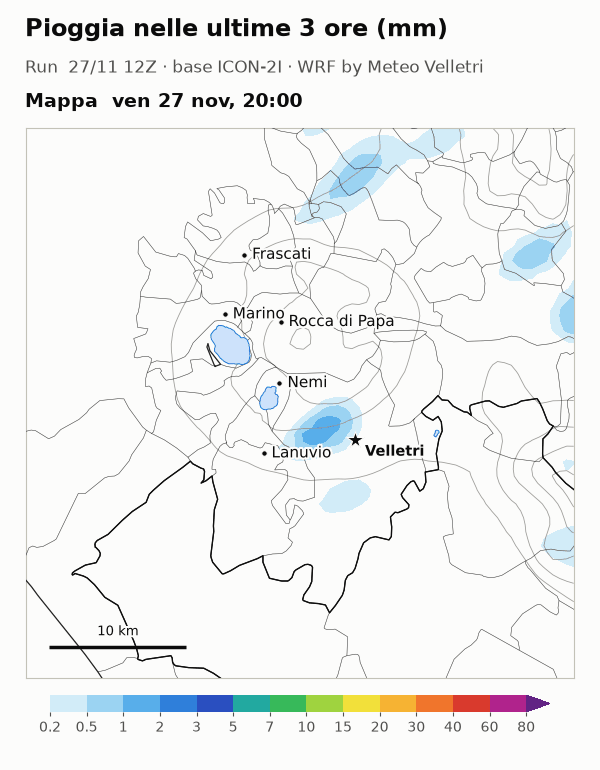 Pioggia nelle ultime 3 ore (mm)
Run  27/11 12Z · base ICON-2I · WRF by Meteo Velletri
Mappa  ven 27 nov, 20:00
Frascati
Marino
Rocca di Papa
Nemi
Velletri
Lanuvio
10 km
0.2 0.5 1 2 3 5 7 10 15 20 30 40 60 80